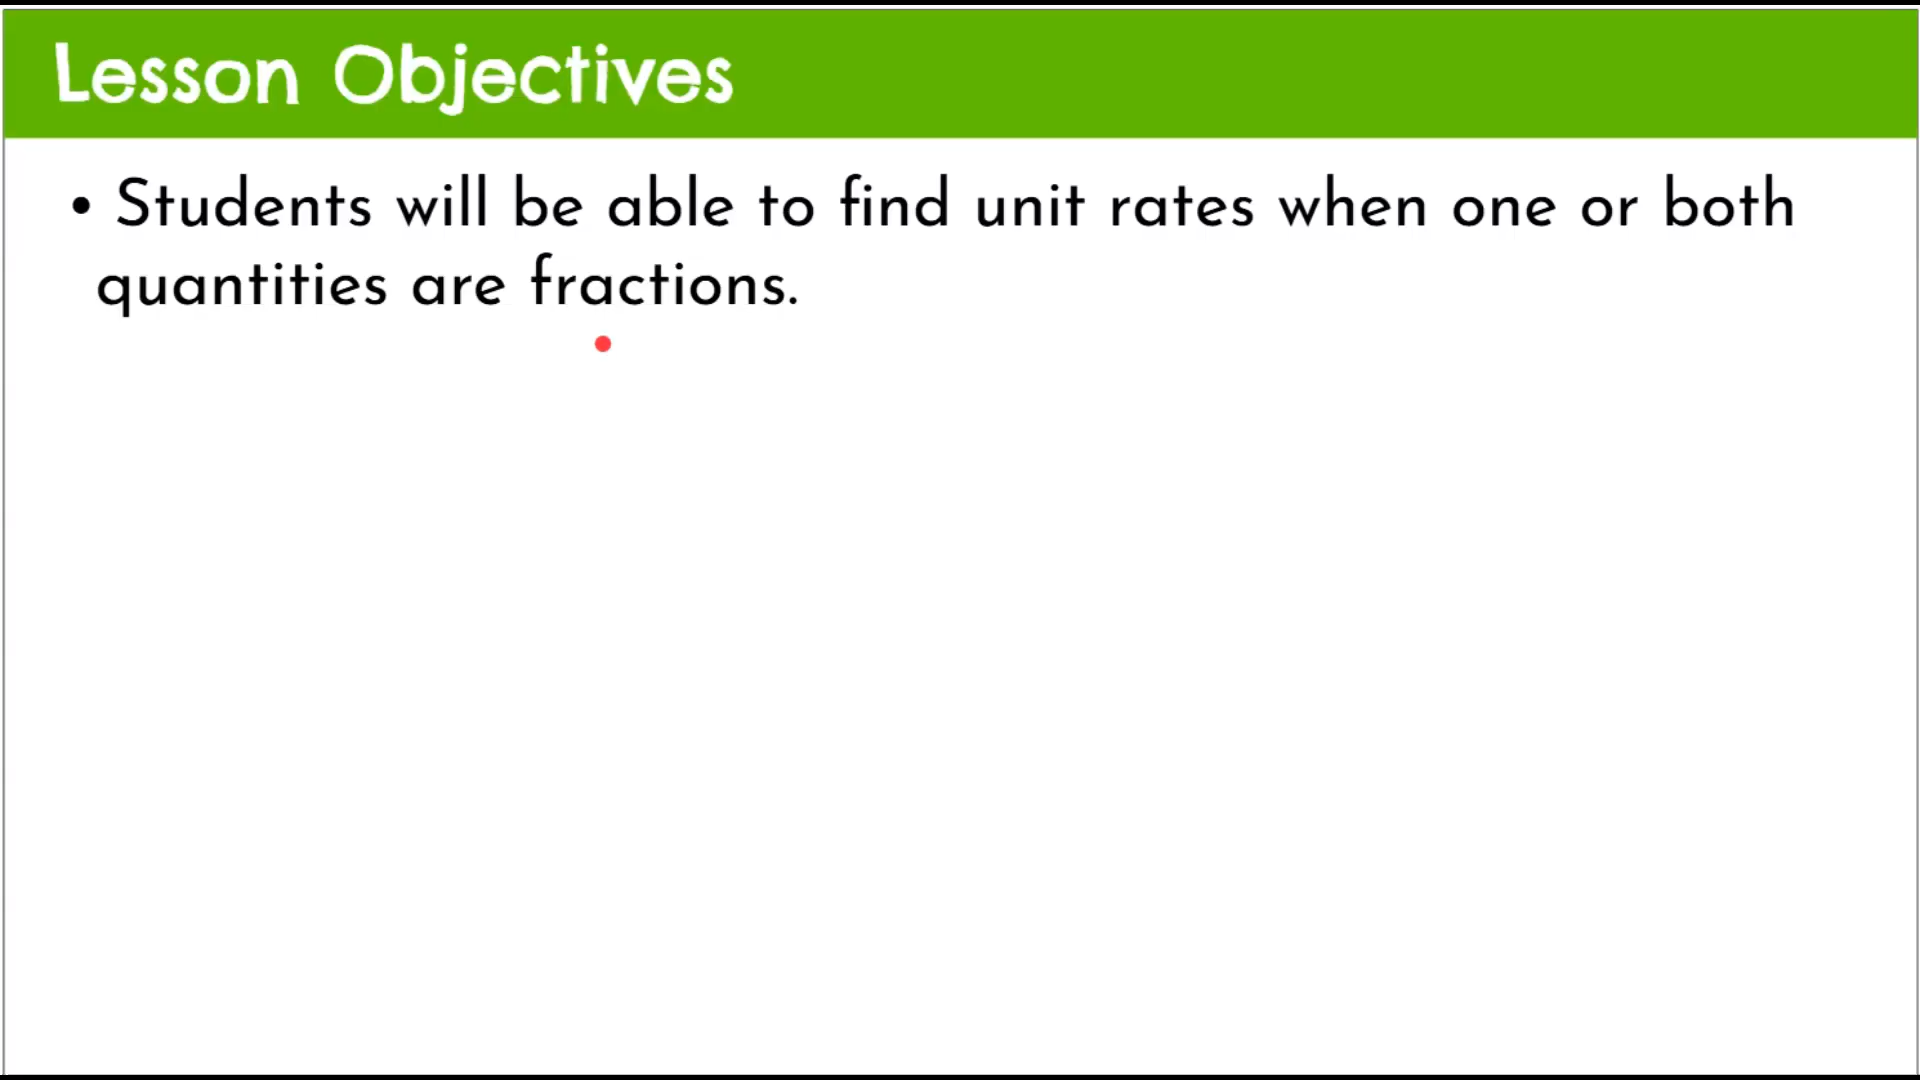 Lesson Objectives
• Students will be able to find unit rates when one or both
quantities are fractions.